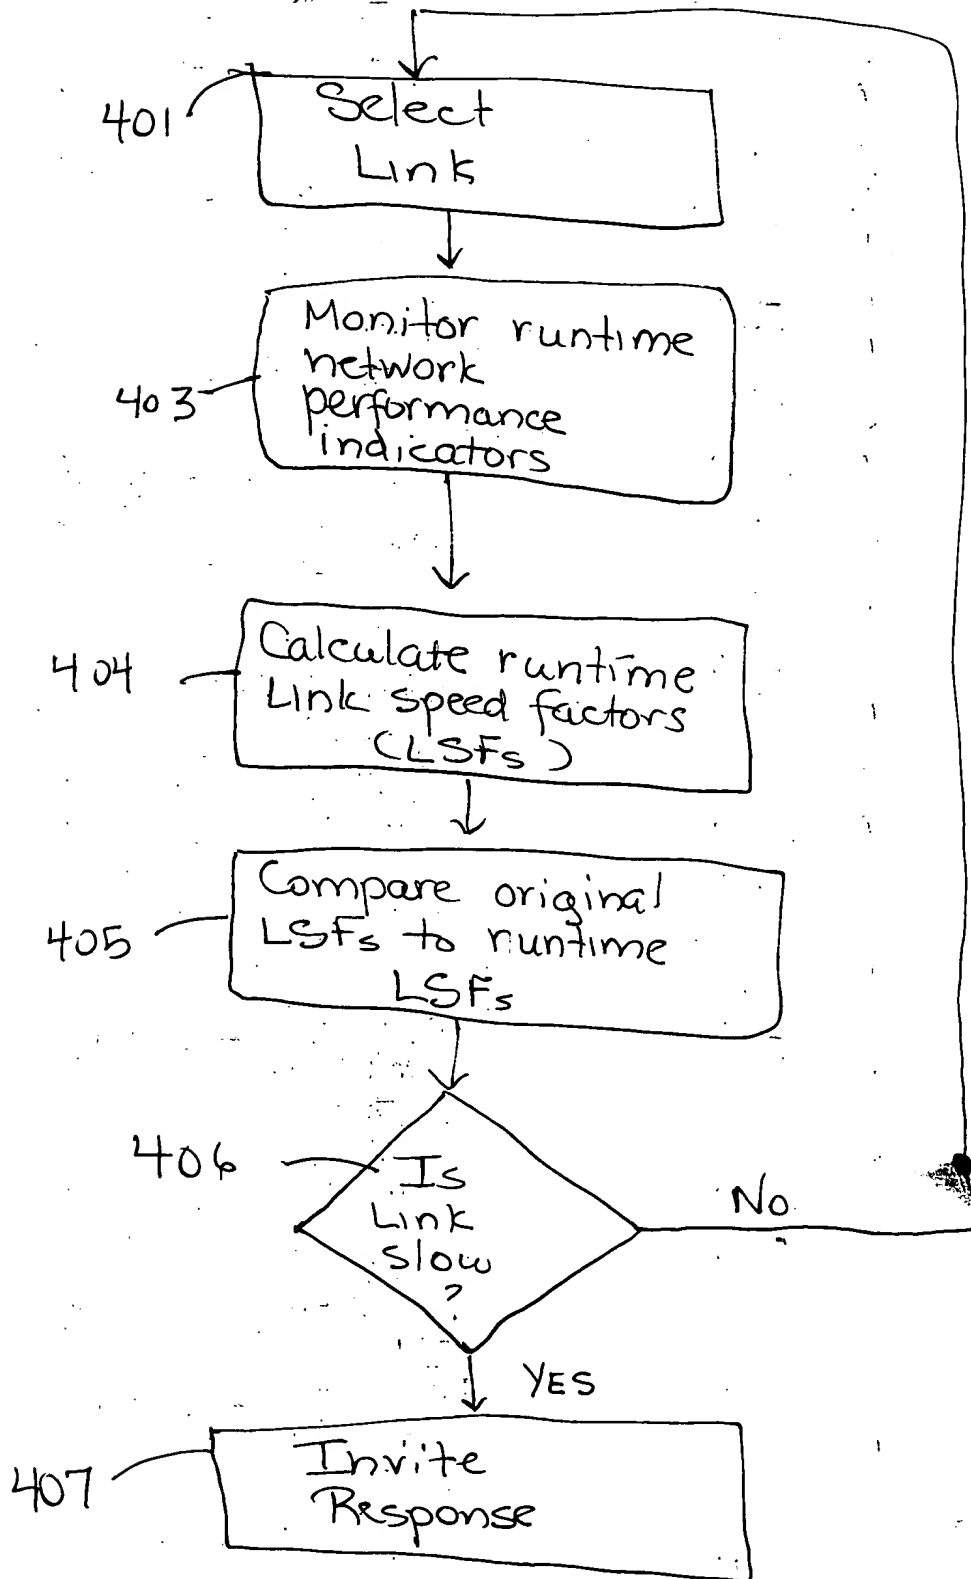 401
Select
Link
Monitor runtime
network
403
performance
indicators
Calculate runtime
404
Link speed factors
(LSFs)
Compare original
405
LSFs to runtime
LSFs
406
Is
Link
slow
?
No
YES
Invite
407
Response